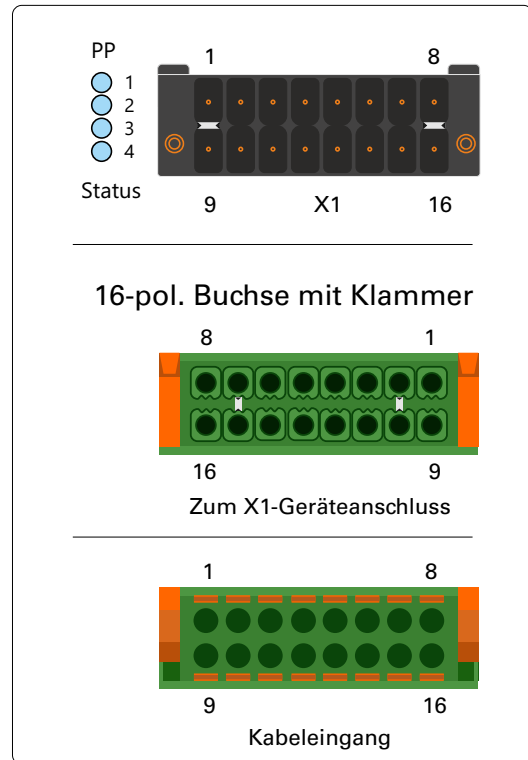 PP
1 8
1
2
3
4
Status
9 X1 16
16-pol. Buchse mit Klammer
8 1
16 9
Zum X1-Geräteanschluss
1 8
9 16
Kabeleingang